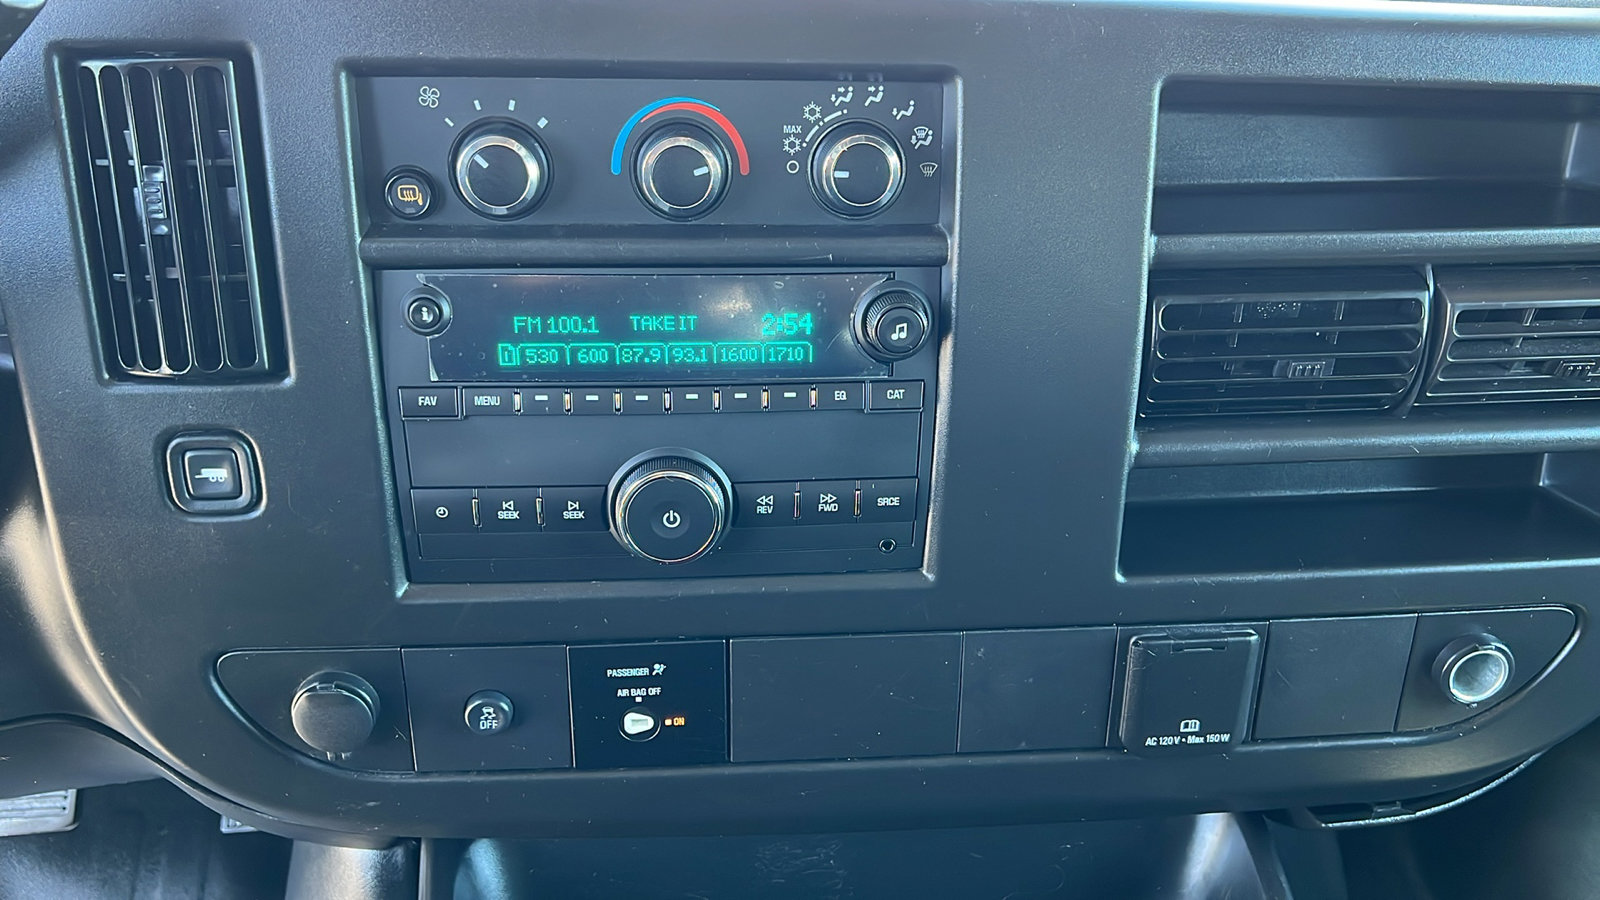 MAX
FM 100.1 TAKE IT 2:54
1 530 600 87.9 93.1 1600 1710
FAV MENU EQ CAT
SEEK SEEK REV FWD SRCE
OFF
PASSENGER
AIR BAG OFF
ON
AC 120 V • Max 150 W